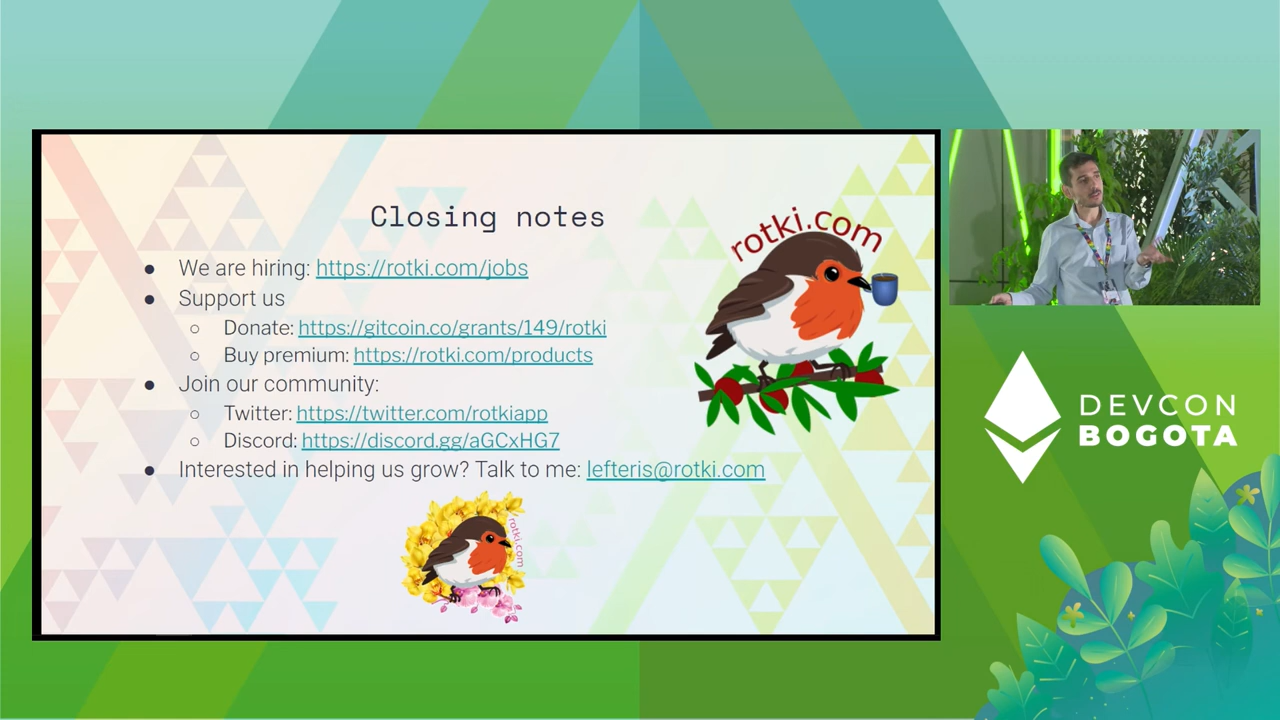 Closing notes
rotki.com
● We are hiring: https://rotki.com/jobs
● Support us
○ Donate: https://gitcoin.co/grants/149/rotki
○ Buy premium: https://rotki.com/products
● Join our community:
○ Twitter: https://twitter.com/rotkiapp
○ Discord: https://discord.gg/aGCxHG7
● Interested in helping us grow? Talk to me: lefteris@rotki.com
rotki.com
DEVCON
BOGOTA